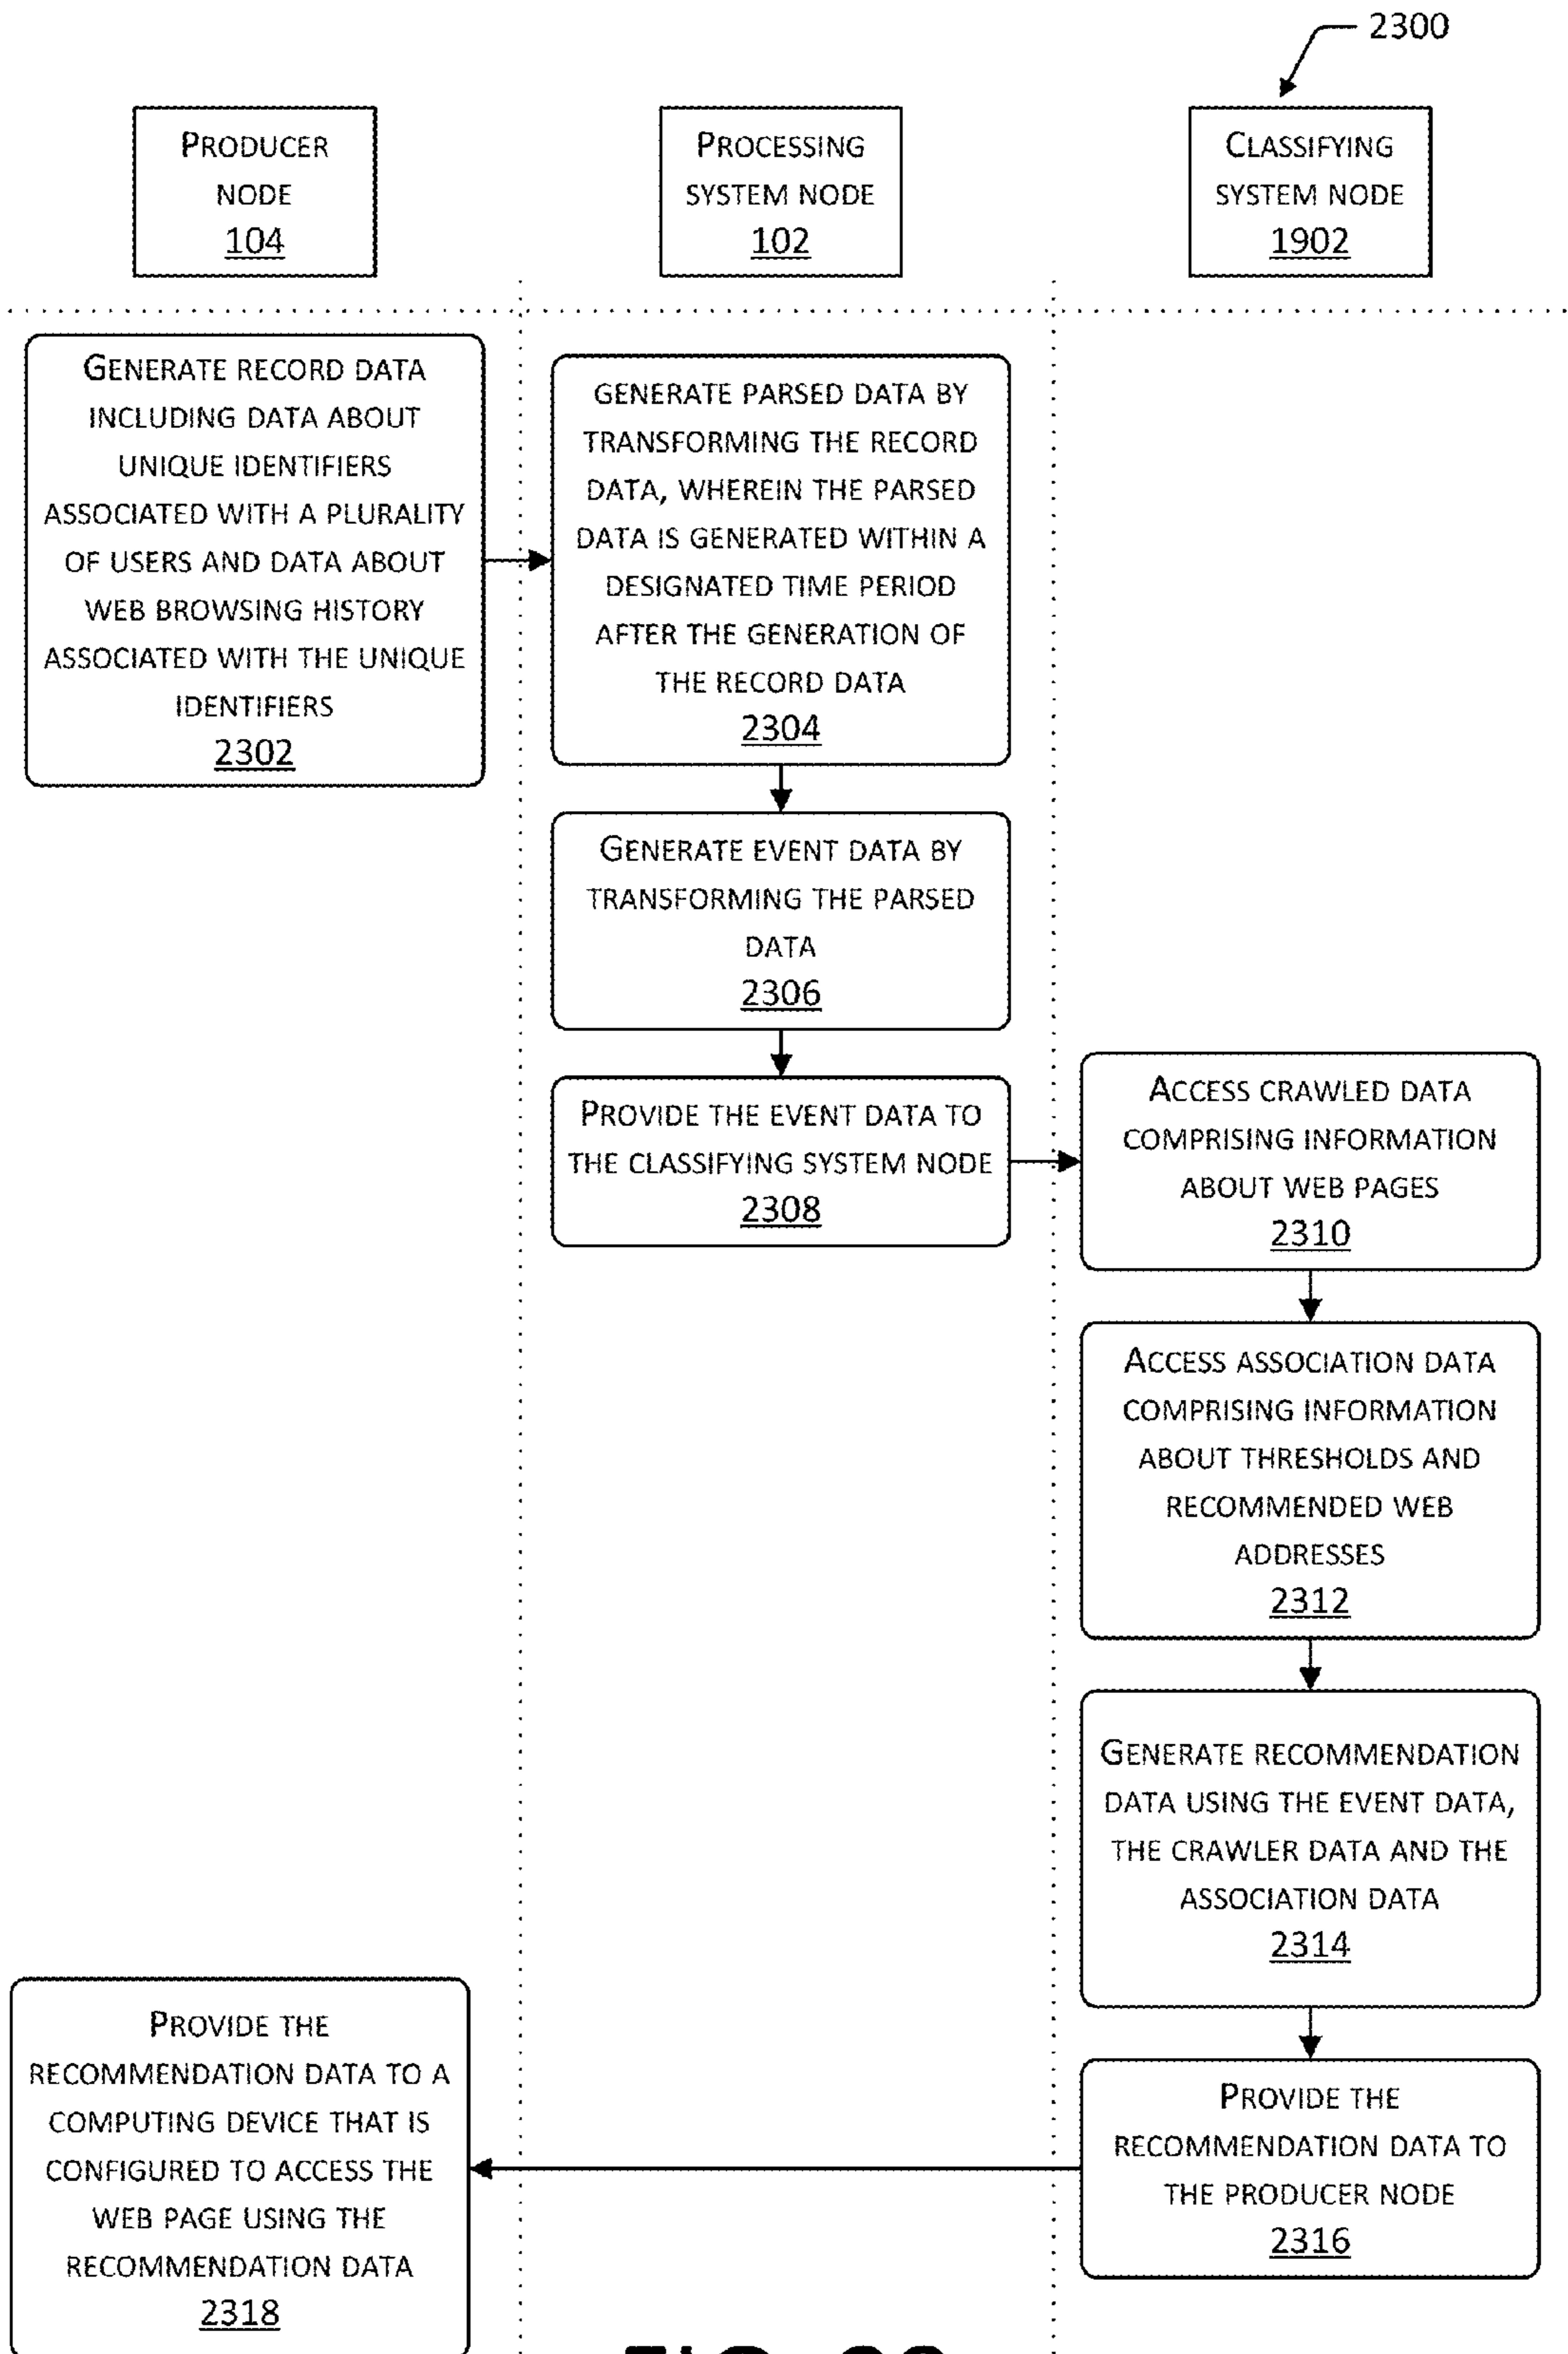 2300
PRODUCER
NODE
104
PROCESSING
SYSTEM NODE
102
CLASSIFYING
SYSTEM NODE
1902
GENERATE RECORD DATA
INCLUDING DATA ABOUT
UNIQUE IDENTIFIERS
ASSOCIATED WITH A PLURALITY
OF USERS AND DATA ABOUT
WEB BROWSING HISTORY
ASSOCIATED WITH THE UNIQUE
IDENTIFIERS
2302
GENERATE PARSED DATA BY
TRANSFORMING THE RECORD
DATA, WHEREIN THE PARSED
DATA IS GENERATED WITHIN A
DESIGNATED TIME PERIOD
AFTER THE GENERATION OF
THE RECORD DATA
2304
GENERATE EVENT DATA BY
TRANSFORMING THE PARSED
DATA
2306
PROVIDE THE EVENT DATA TO
THE CLASSIFYING SYSTEM NODE
2308
ACCESS CRAWLED DATA
COMPRISING INFORMATION
ABOUT WEB PAGES
2310
ACCESS ASSOCIATION DATA
COMPRISING INFORMATION
ABOUT THRESHOLDS AND
RECOMMENDED WEB
ADDRESSES
2312
GENERATE RECOMMENDATION
DATA USING THE EVENT DATA,
THE CRAWLER DATA AND THE
ASSOCIATION DATA
2314
PROVIDE THE
RECOMMENDATION DATA TO
THE PRODUCER NODE
2316
PROVIDE THE
RECOMMENDATION DATA TO A
COMPUTING DEVICE THAT IS
CONFIGURED TO ACCESS THE
WEB PAGE USING THE
RECOMMENDATION DATA
2318